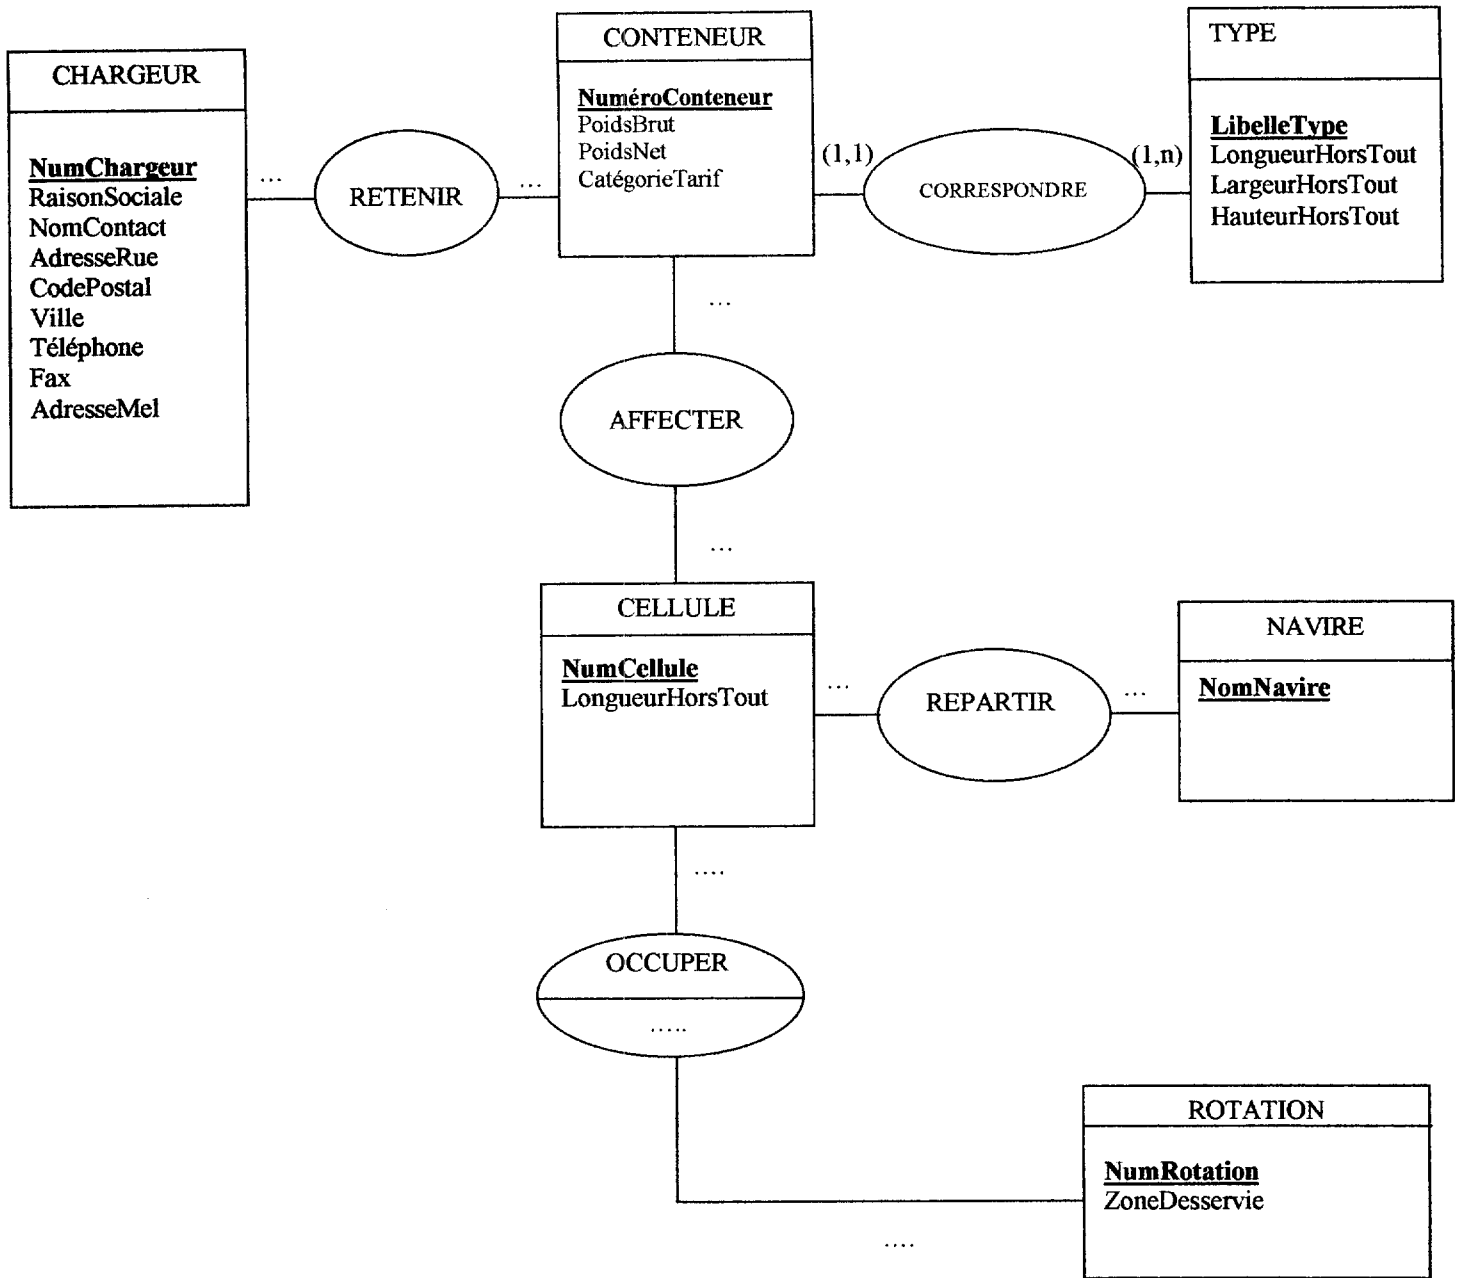 CHARGEUR
NumChargeur
RaisonSociale
NomContact
AdresseRue
CodePostal
Ville
Téléphone
Fax
AdresseMel
...
RETENIR
...
CONTENEUR
NuméroConteneur
PoidsBrut
PoidsNet
CatégorieTarif
(1,1)
CORRESPONDRE
(1,n)
TYPE
LibelleType
LongueurHorsTout
LargeurHorsTout
HauteurHorsTout
...
AFFECTER
...
CELLULE
NumCellule
LongueurHorsTout
...
REPARTIR
...
NAVIRE
NomNavire
....
OCCUPER
.....
....
ROTATION
NumRotation
ZoneDesservie